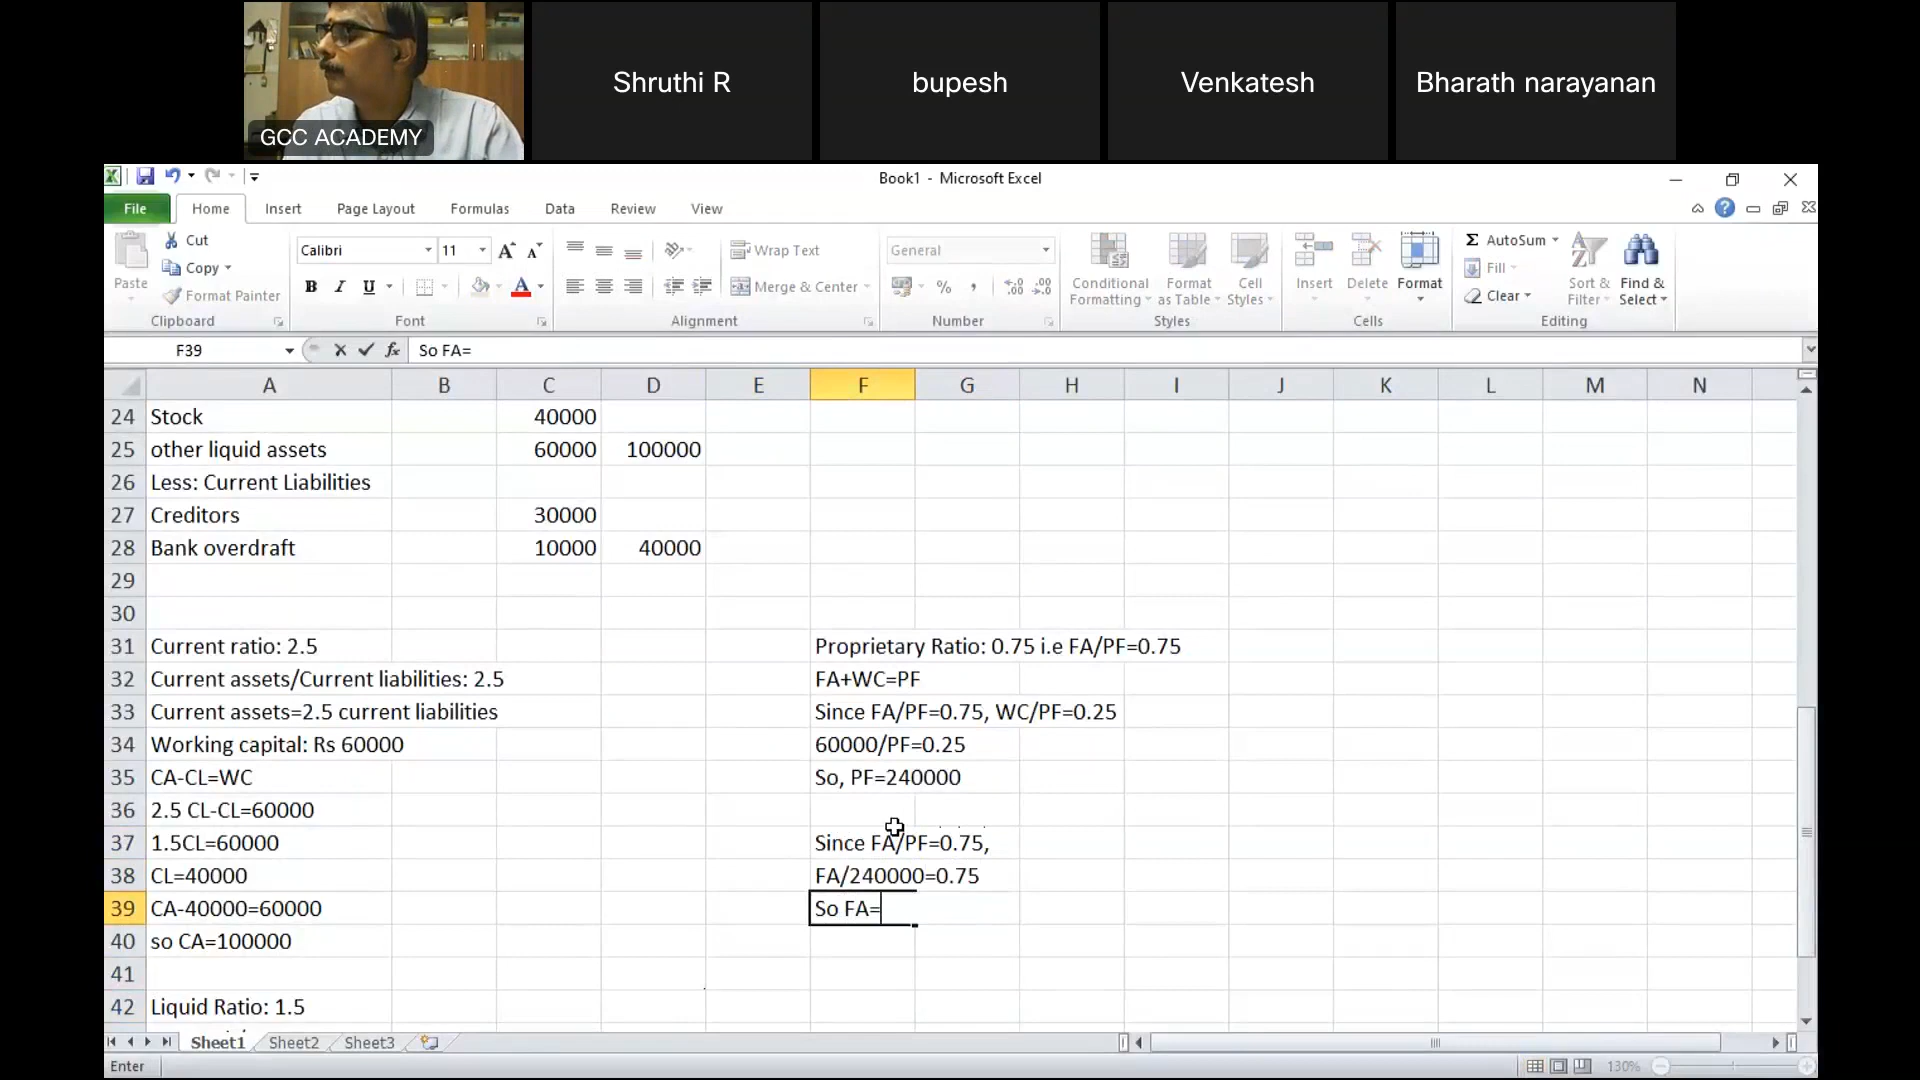 GCC ACADEMY
Shruthi R
bupesh
Venkatesh
Bharath narayanan
Book1 - Microsoft Excel
File Home Insert Page Layout Formulas Data Review View
Paste
Cut
Copy
Format Painter
Clipboard
Calibri 11
B I U
Font
Wrap Text
Merge & Center
Alignment
General
% ,
Number
Conditional Formatting
Format as Table
Cell Styles
Styles
Insert
Delete
Format
Cells
Σ AutoSum
Fill
Clear
Sort & Filter
Find & Select
Editing
F39 fx So FA=
A B C D E F G H I J K L M N
24 Stock 40000
25 other liquid assets 60000 100000
26 Less: Current Liabilities
27 Creditors 30000
28 Bank overdraft 10000 40000
29
30
31 Current ratio: 2.5 Proprietary Ratio: 0.75 i.e FA/PF=0.75
32 Current assets/Current liabilities: 2.5 FA+WC=PF
33 Current assets=2.5 current liabilities Since FA/PF=0.75, WC/PF=0.25
34 Working capital: Rs 60000 60000/PF=0.25
35 CA-CL=WC So, PF=240000
36 2.5 CL-CL=60000
37 1.5CL=60000 Since FA/PF=0.75,
38 CL=40000 FA/240000=0.75
39 CA-40000=60000 So FA=
40 so CA=100000
41
42 Liquid Ratio: 1.5
Sheet1 Sheet2 Sheet3
Enter 130%